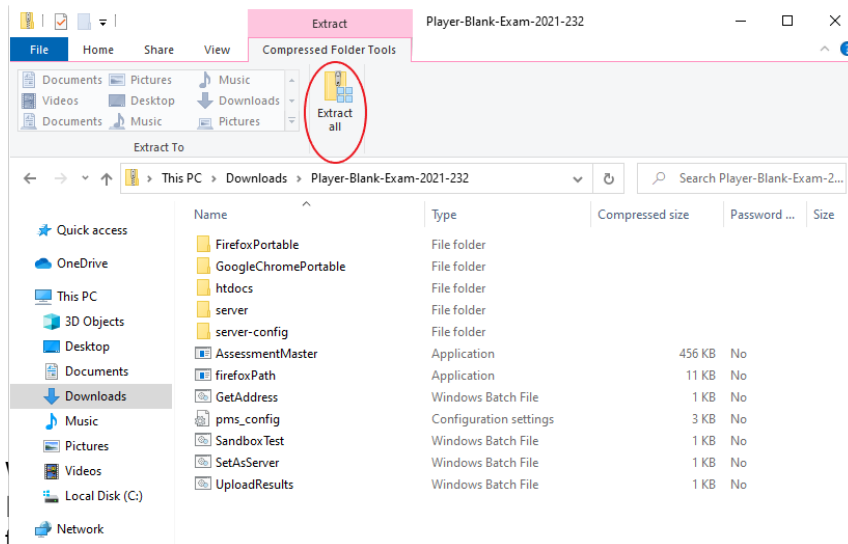 Extract
Player-Blank-Exam-2021-232
File Home Share View Compressed Folder Tools
Documents Pictures Music
Videos Desktop Downloads
Documents Music Pictures
Extract all
Extract To
This PC > Downloads > Player-Blank-Exam-2021-232
Search Player-Blank-Exam-2...
Name Type Compressed size Password ... Size
Quick access
OneDrive
This PC
3D Objects
Desktop
Documents
Downloads
Music
Pictures
Videos
Local Disk (C:)
Network
FirefoxPortable File folder
GoogleChromePortable File folder
htdocs File folder
server File folder
server-config File folder
AssessmentMaster Application 456 KB No
firefoxPath Application 11 KB No
GetAddress Windows Batch File 1 KB No
pms_config Configuration settings 3 KB No
SandboxTest Windows Batch File 1 KB No
SetAsServer Windows Batch File 1 KB No
UploadResults Windows Batch File 1 KB No